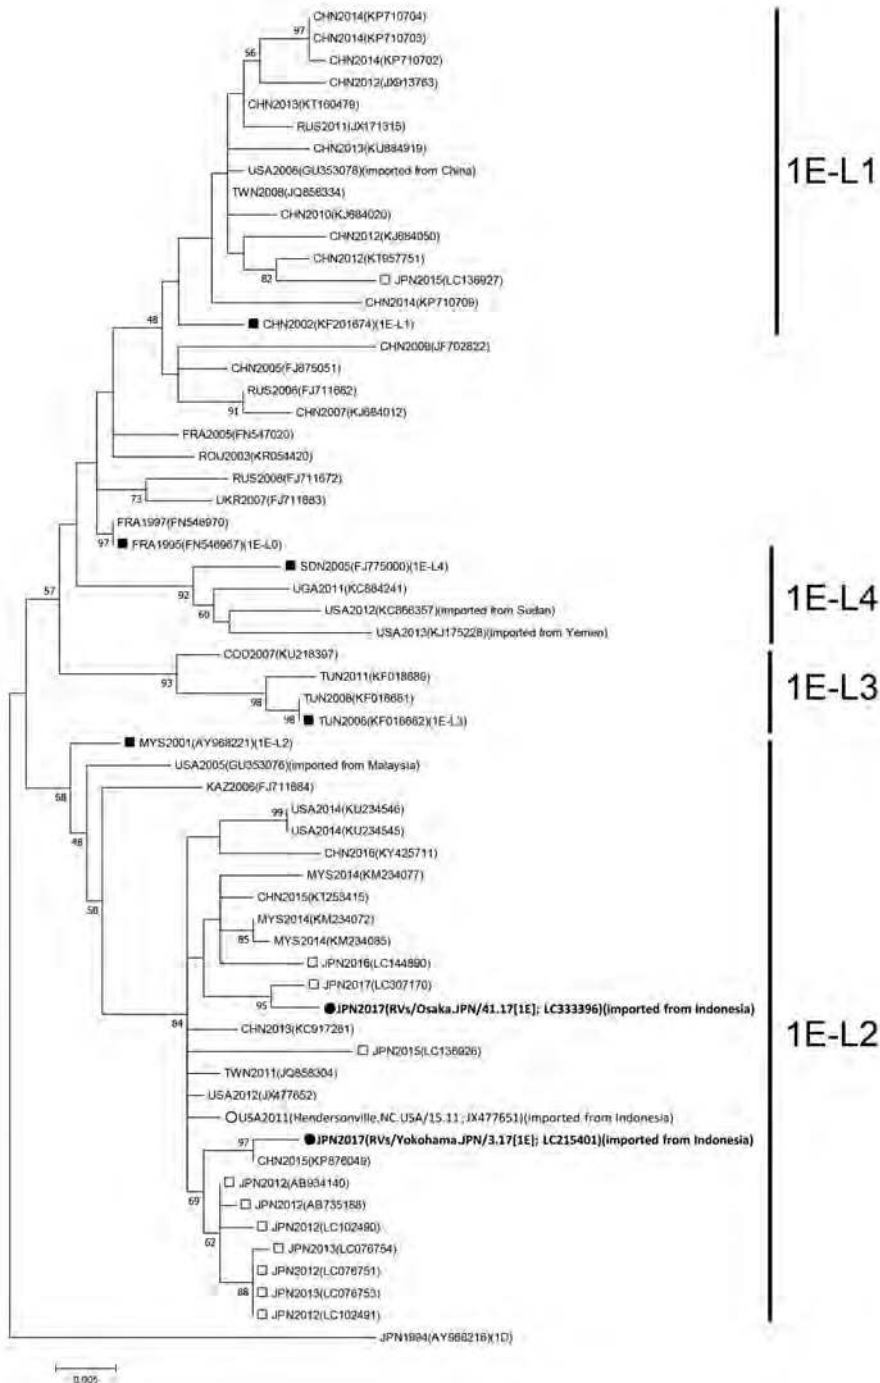 CHN2014(KP710704)
97
CHN2014(KP710703)
56
CHN2014(KP710702)
CHN2012(JX913763)
CHN2013(KT160479)
RUS2011(JX171315)
CHN2013(KU884919)
1E-L1
USA2006(GU353078)(imported from China)
TWN2008(JQ856334)
CHN2010(KJ684020)
CHN2012(KJ684050)
CHN2012(KT957751)
82
JPN2015(LC136927)
CHN2014(KP710709)
48
CHN2002(KF201674)(1E-L1)
CHN2009(JF702822)
CHN2005(FJ875051)
RUS2006(FJ711682)
91
CHN2007(KJ684012)
FRA2005(FN547020)
ROU2003(KR054420)
RUS2008(FJ711672)
73
UKR2007(FJ711683)
FRA1997(FN546970)
97
FRA1995(FN546967)(1E-L0)
SDN2005(FJ775000)(1E-L4)
57
92
UGA2011(KC884241)
1E-L4
60
USA2012(KC866357)(imported from Sudan)
USA2013(KJ175228)(imported from Yemen)
COD2007(KU218397)
93
TUN2011(KF018689)
1E-L3
98
TUN2008(KF016681)
98
TUN2006(KF016662)(1E-L3)
MYS2001(AY968221)(1E-L2)
USA2005(GU353076)(imported from Malaysia)
68
KAZ2006(FJ711684)
99
USA2014(KU234546)
USA2014(KU234545)
48
CHN2016(KY425711)
MYS2014(KM234077)
CHN2015(KT253415)
50
MYS2014(KM234072)
85
MYS2014(KM234085)
JPN2016(LC144890)
JPN2017(LC307170)
95
JPN2017(RVs/Osaka.JPN/41.17[1E]; LC333396)(imported from Indonesia)
84
CHN2013(KC917281)
1E-L2
JPN2015(LC136926)
TWN2011(JQ858304)
USA2012(JX477652)
USA2011(Hendersonville.NC.USA/15.11; JX477651)(imported from Indonesia)
97
JPN2017(RVs/Yokohama.JPN/3.17[1E]; LC215401)(imported from Indonesia)
CHN2015(KP876049)
69
JPN2012(AB934140)
JPN2012(AB735188)
62
JPN2012(LC102490)
JPN2013(LC076754)
JPN2012(LC076751)
88
JPN2013(LC076753)
JPN2012(LC102491)
JPN1994(AY968216)(1D)
0.005